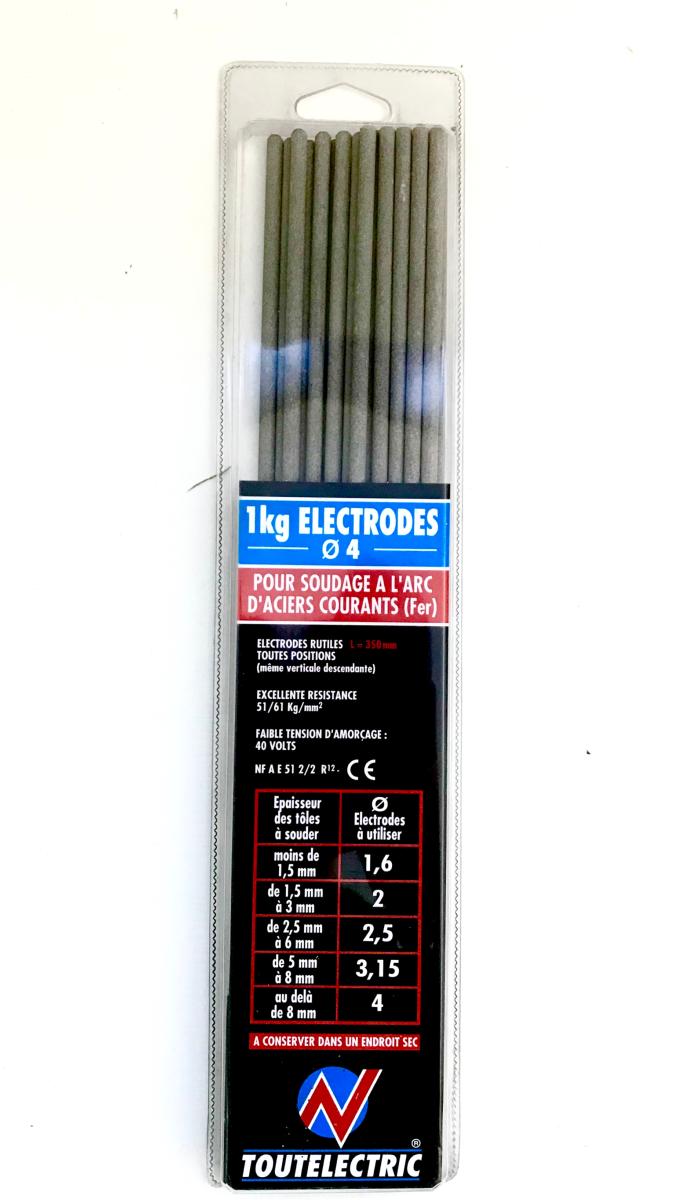 1kg ELECTRODES
Ø 4
POUR SOUDAGE A L'ARC
D'ACIERS COURANTS (Fer)
ELECTRODES RUTILES L = 350mm
TOUTES POSITIONS
(même verticale descendante)
EXCELLENTE RESISTANCE
51/61 Kg/mm²
FAIBLE TENSION D'AMORÇAGE :
40 VOLTS
NF A E 51 2/2 R¹²· CE
Epaisseur
des tôles
à souder
Ø
Electrodes
à utiliser
moins de
1,5 mm
1,6
de 1,5 mm
à 3 mm
2
de 2,5 mm
à 6 mm
2,5
de 5 mm
à 8 mm
3,15
au delà
de 8 mm
4
A CONSERVER DANS UN ENDROIT SEC
®
TOUTELECTRIC